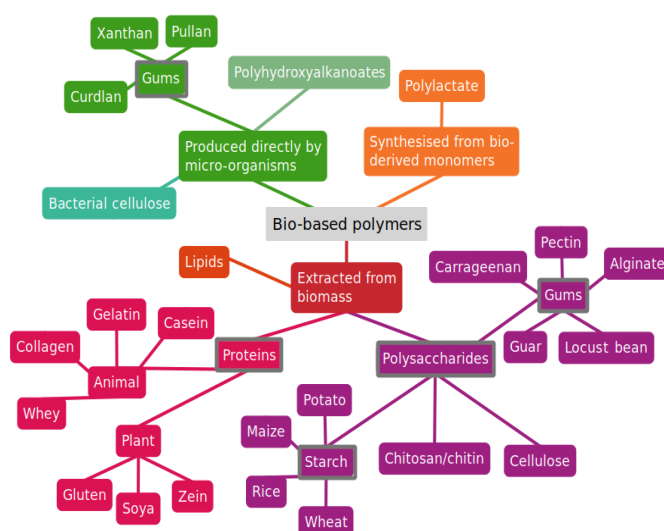 Xanthan
Pullan
Gums
Curdlan
Polyhydroxyalkanoates
Polylactate
Produced directly by
micro-organisms
Synthesised from bio-
derived monomers
Bacterial cellulose
Bio-based polymers
Lipids
Extracted from
biomass
Pectin
Carrageenan
Alginate
Gums
Guar
Locust bean
Gelatin
Casein
Collagen
Proteins
Polysaccharides
Animal
Whey
Plant
Gluten
Soya
Zein
Potato
Maize
Starch
Rice
Wheat
Chitosan/chitin
Cellulose